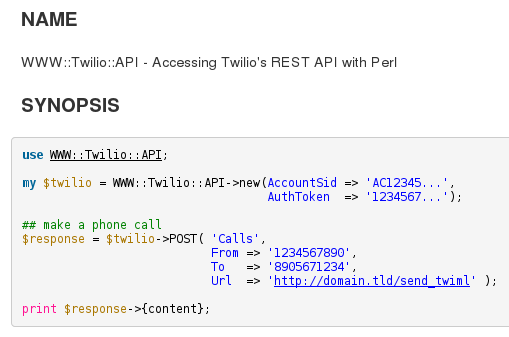 NAME
WWW::Twilio::API - Accessing Twilio's REST API with Perl
SYNOPSIS
use WWW::Twilio::API;
my $twilio = WWW::Twilio::API->new(AccountSid => 'AC12345...',
AuthToken  => '1234567...');
## make a phone call
$response = $twilio->POST( 'Calls',
From => '1234567890',
To   => '8905671234',
Url  => 'http://domain.tld/send_twiml' );
print $response->{content};